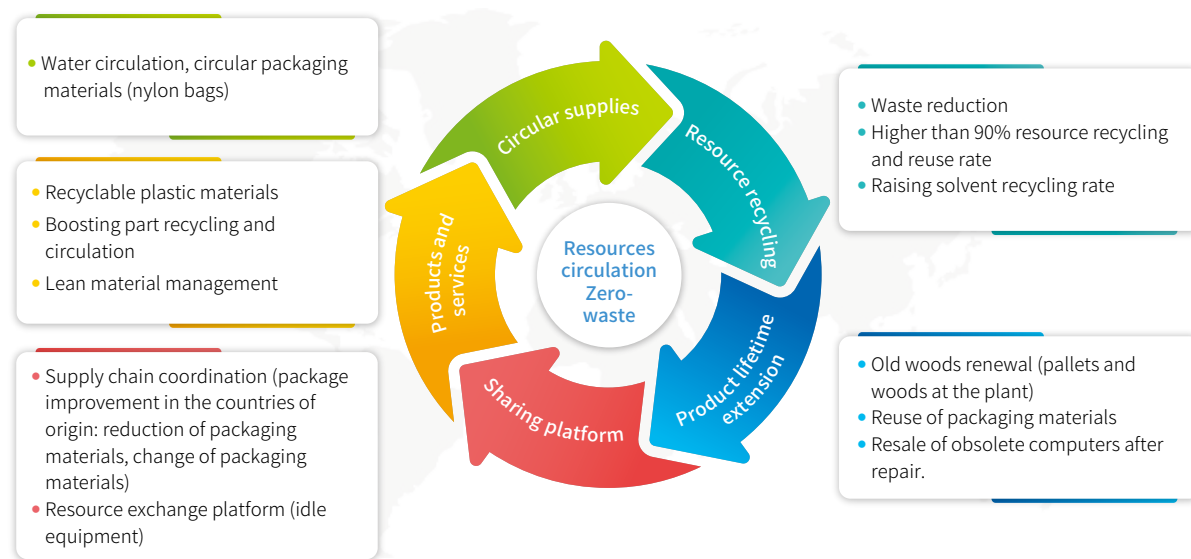 • Water circulation, circular packaging
materials (nylon bags)
• Recyclable plastic materials
• Boosting part recycling and
circulation
• Lean material management
• Supply chain coordination (package
improvement in the countries of
origin: reduction of packaging
materials, change of packaging
materials)
• Resource exchange platform (idle
equipment)
Circular supplies
Resource recycling
Product lifetime
extension
Sharing platform
Products and
services
Resources
circulation
Zero-
waste
• Waste reduction
• Higher than 90% resource recycling
and reuse rate
• Raising solvent recycling rate
• Old woods renewal (pallets and
woods at the plant)
• Reuse of packaging materials
• Resale of obsolete computers after
repair.